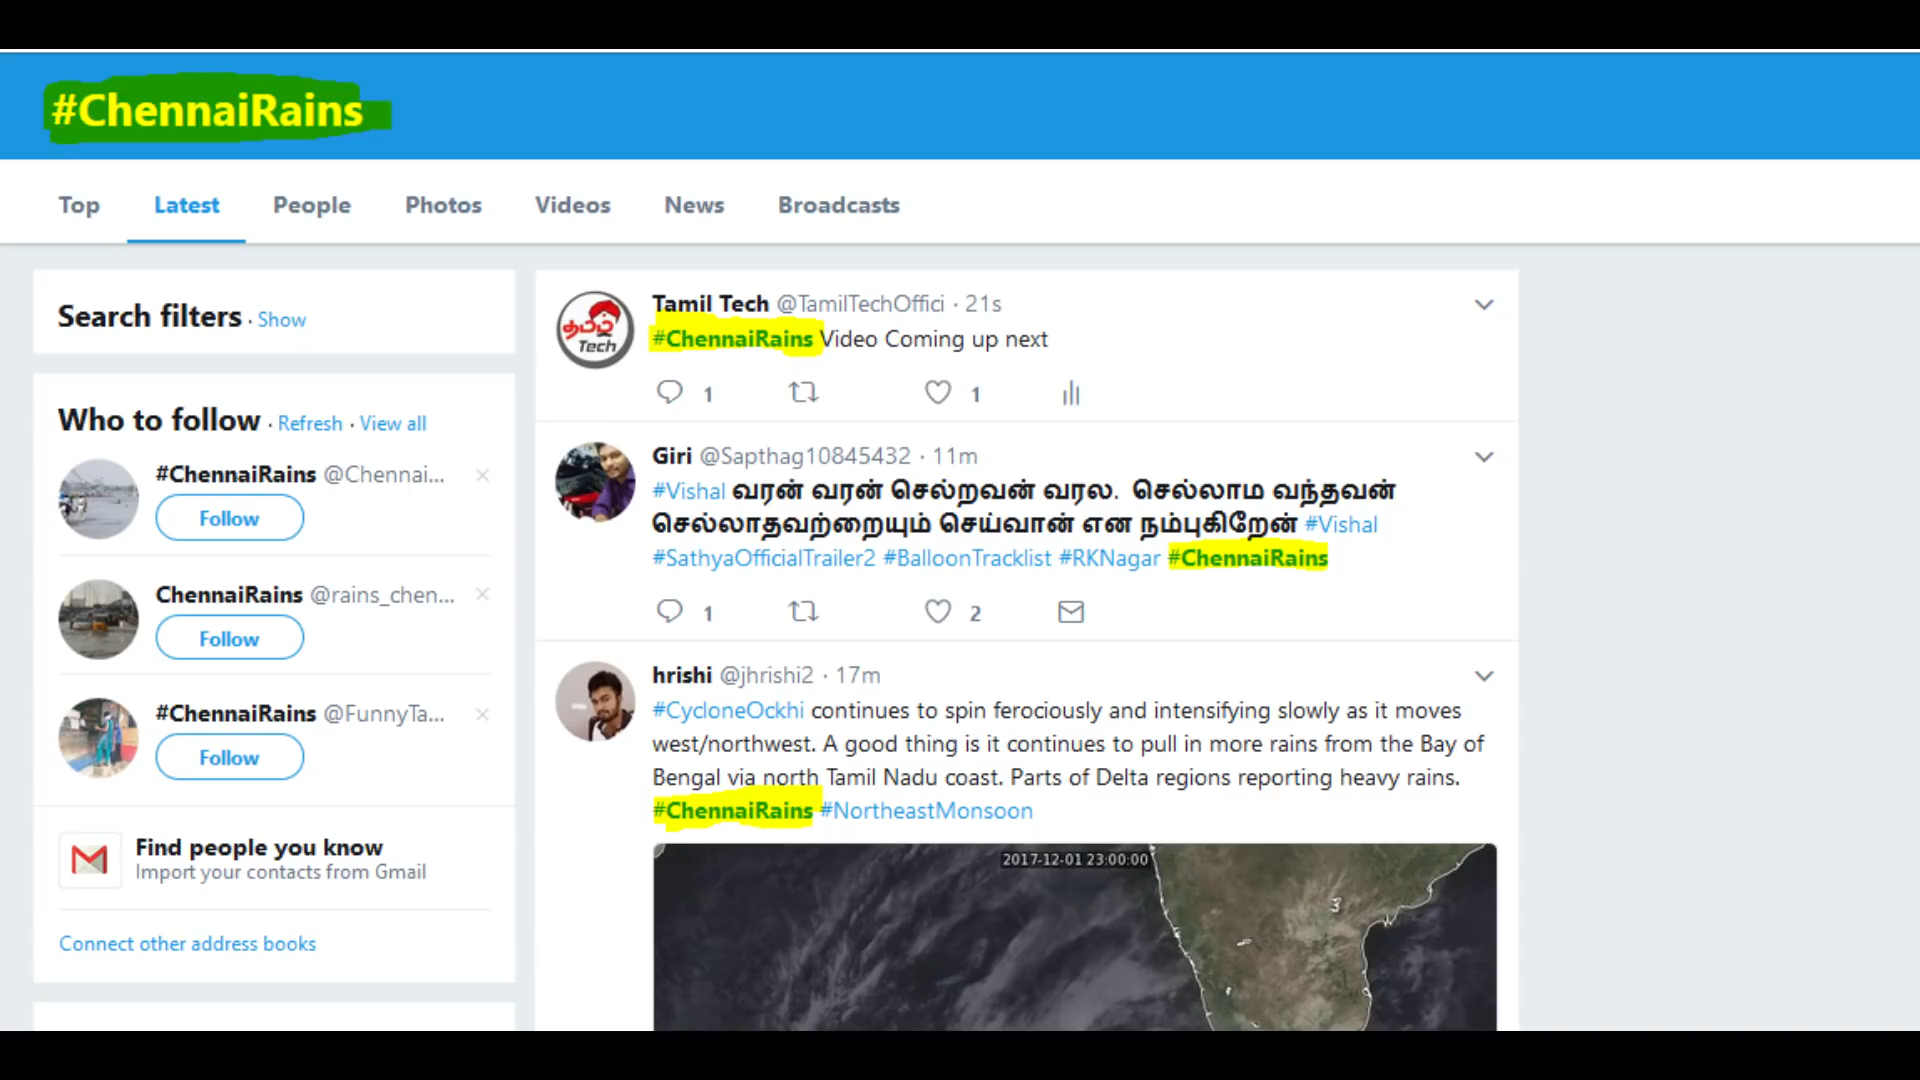 #ChennaiRains
Top Latest People Photos Videos News Broadcasts
Search filters · Show
Who to follow · Refresh · View all
#ChennaiRains @Chennai...
Follow
ChennaiRains @rains_chen...
Follow
#ChennaiRains @FunnyTa...
Follow
Find people you know
Import your contacts from Gmail
Connect other address books
தமிழ்
Tech
Tamil Tech @TamilTechOffici · 21s
#ChennaiRains Video Coming up next
1 1
Giri @Sapthag10845432 · 11m
#Vishal வரன் வரன் செல்றவன் வரல. செல்லாம வந்தவன்
செல்லாதவற்றையும் செய்வான் என நம்புகிறேன் #Vishal
#SathyaOfficialTrailer2 #BalloonTracklist #RKNagar #ChennaiRains
1 2
hrishi @jhrishi2 · 17m
#CycloneOckhi continues to spin ferociously and intensifying slowly as it moves
west/northwest. A good thing is it continues to pull in more rains from the Bay of
Bengal via north Tamil Nadu coast. Parts of Delta regions reporting heavy rains.
#ChennaiRains #NortheastMonsoon
2017-12-01 23:00:00